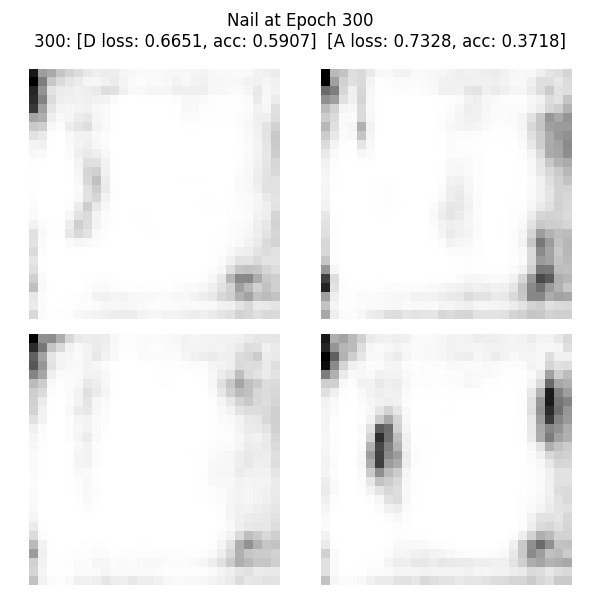 Nail at Epoch 300
300: [D loss: 0.6651, acc: 0.5907]  [A loss: 0.7328, acc: 0.3718]